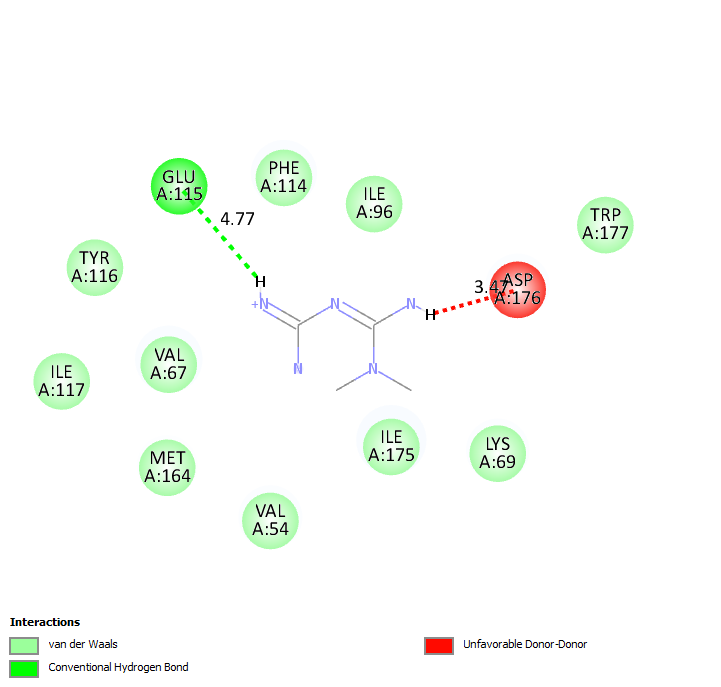 GLU
A:115
PHE
A:114
ILE
A:96
TRP
A:177
4.77
TYR
A:116
H
3.47
ASP
A:176
+N
N
N
H
VAL
A:67
ILE
A:117
N
N
ILE
A:175
LYS
A:69
MET
A:164
VAL
A:54
Interactions
van der Waals
Unfavorable Donor-Donor
Conventional Hydrogen Bond